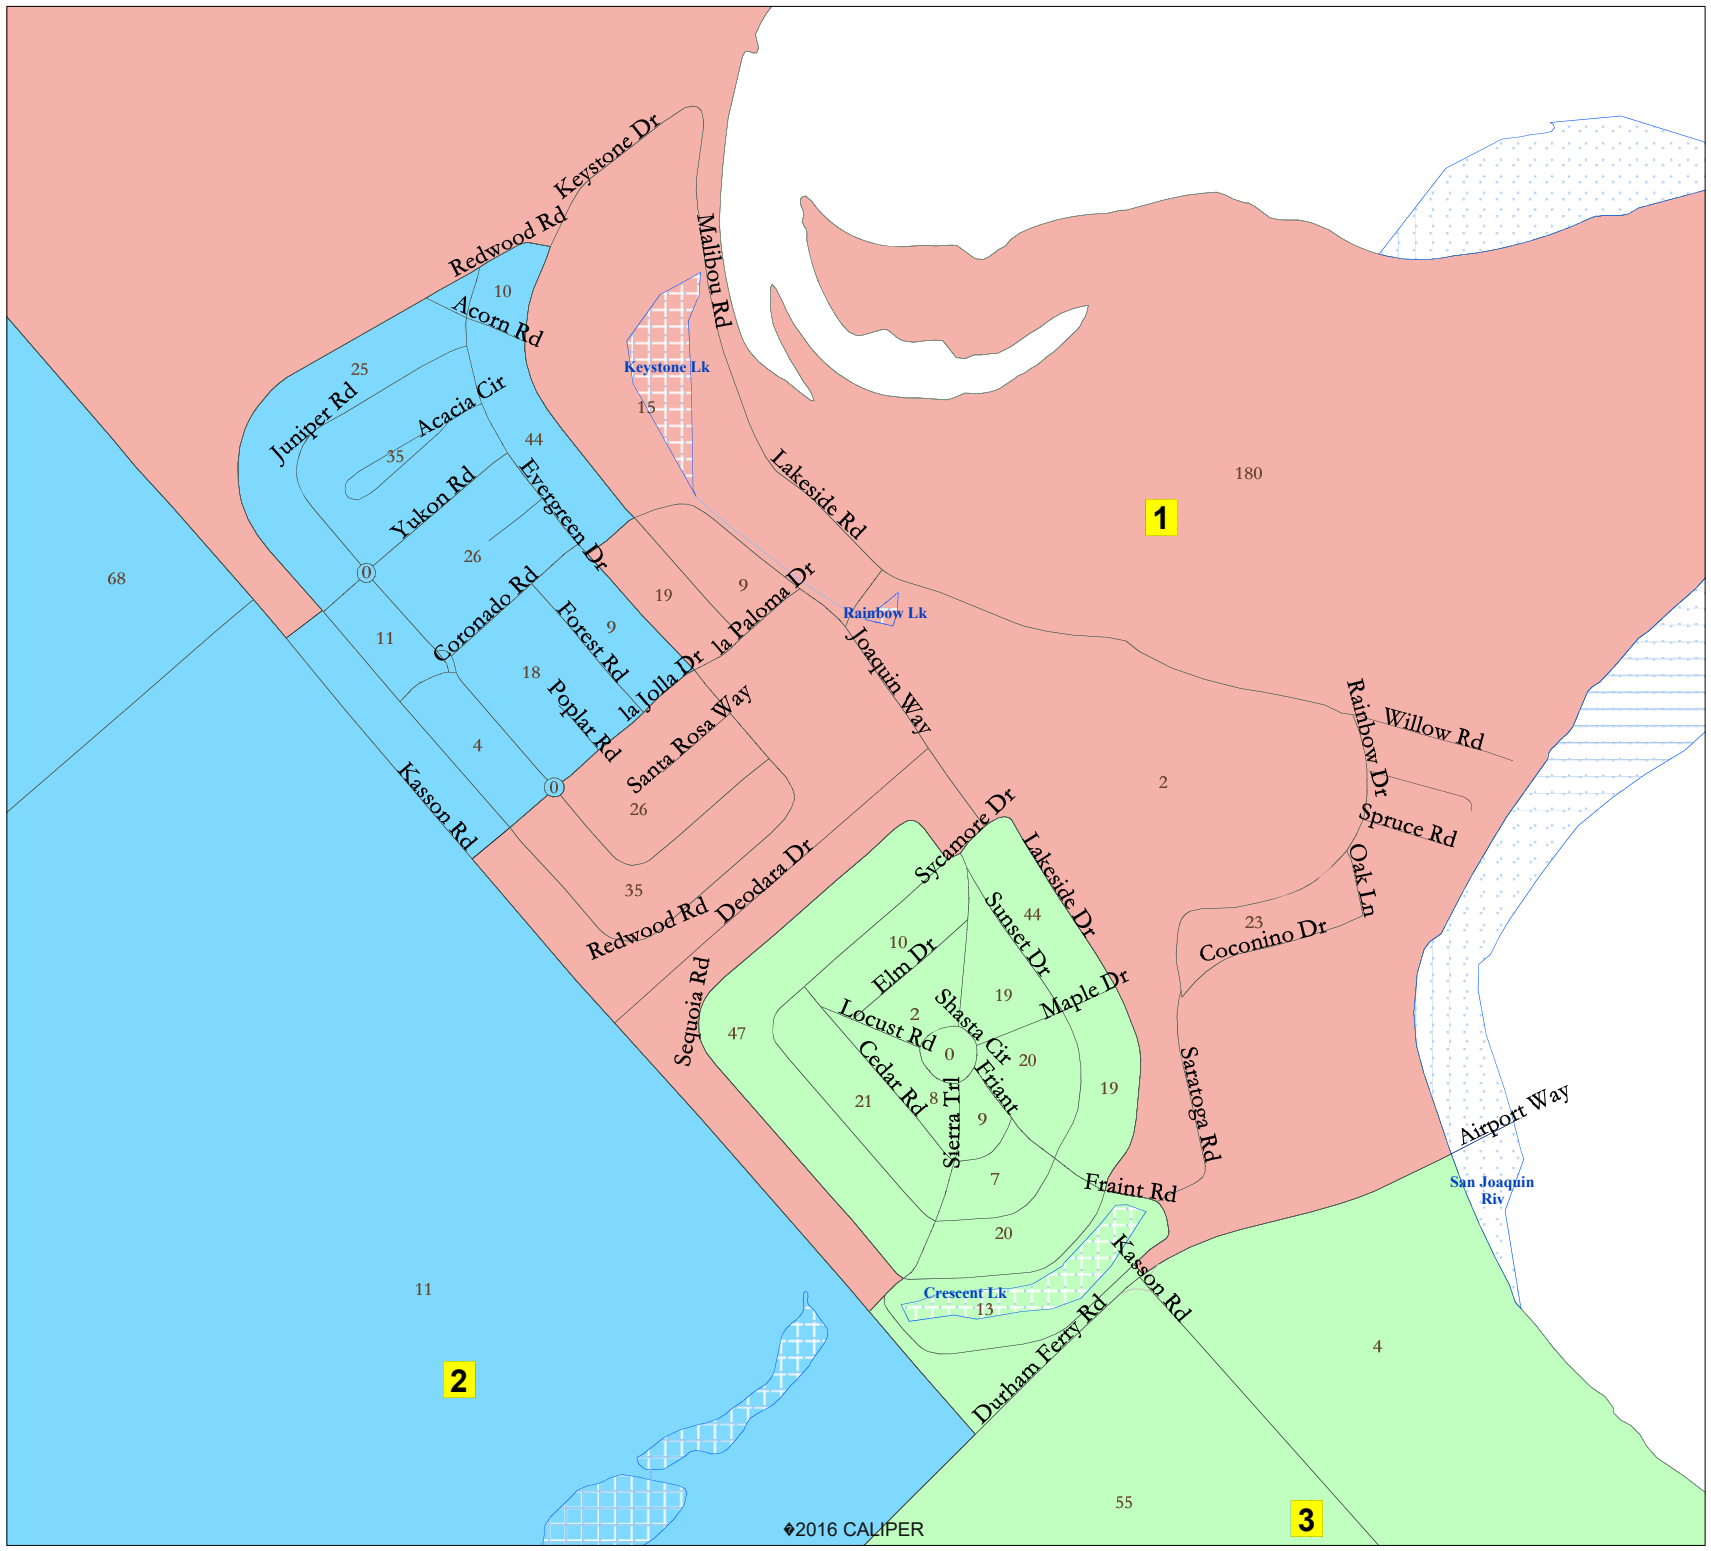 Keystone Dr
Redwood Rd
Malibou Rd
10
Acorn Rd
Keystone Lk
25
15
Juniper Rd
Acacia Cir
44
35
Lakeside Rd
180
1
Yukon Rd
Evergreen Dr
26
0
68
19
9
la Paloma Dr
Rainbow Lk
Coronado Rd
Forest Rd
9
11
Joaquin Way
18
Poplar Rd
la Jolla Dr
Santa Rosa Way
Rainbow Dr
Willow Rd
4
Kasson Rd
0
26
2
Spruce Rd
Sycamore Dr
Lakeside Dr
Oak Ln
35
Deodara Dr
Redwood Rd
Sunset Dr
44
23
Coconino Dr
10
Elm Dr
Sequoia Rd
47
2
Locust Rd
Shasta Cir
19
Maple Dr
0
20
19
Cedar Rd
Friant
21
8
9
Sierra Trl
Saratoga Rd
Airport Way
7
Fraint Rd
San Joaquin
Riv
20
Kasson Rd
11
Crescent Lk
13
Durham Ferry Rd
4
2
55
3
�2016 CALIPER